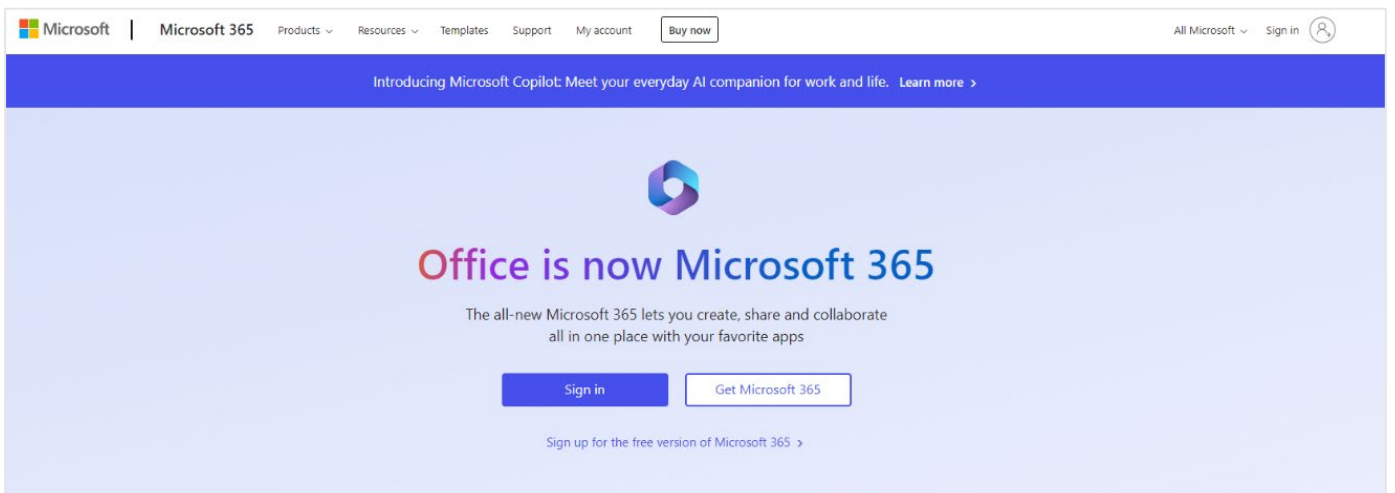 Microsoft | Microsoft 365 Products Resources Templates Support My account Buy now All Microsoft Sign in
Introducing Microsoft Copilot: Meet your everyday AI companion for work and life. Learn more >
Office is now Microsoft 365
The all-new Microsoft 365 lets you create, share and collaborate
all in one place with your favorite apps
Sign in Get Microsoft 365
Sign up for the free version of Microsoft 365 >